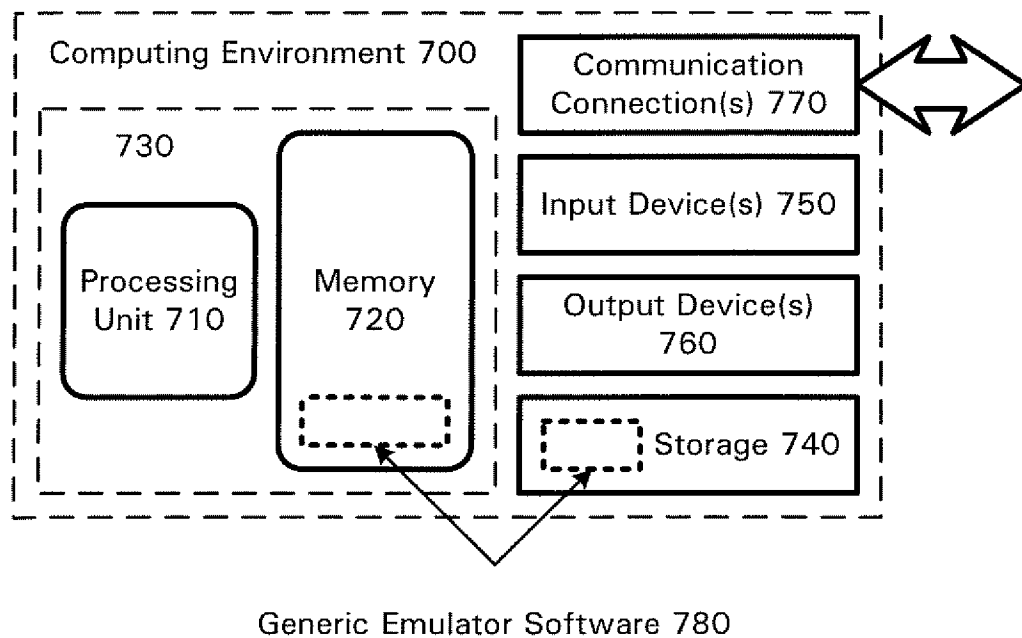 Computing Environment 700
Communication
Connection(s) 770
730
Input Device(s) 750
Processing
Unit 710
Memory
720
Output Device(s)
760
Storage 740
Generic Emulator Software 780